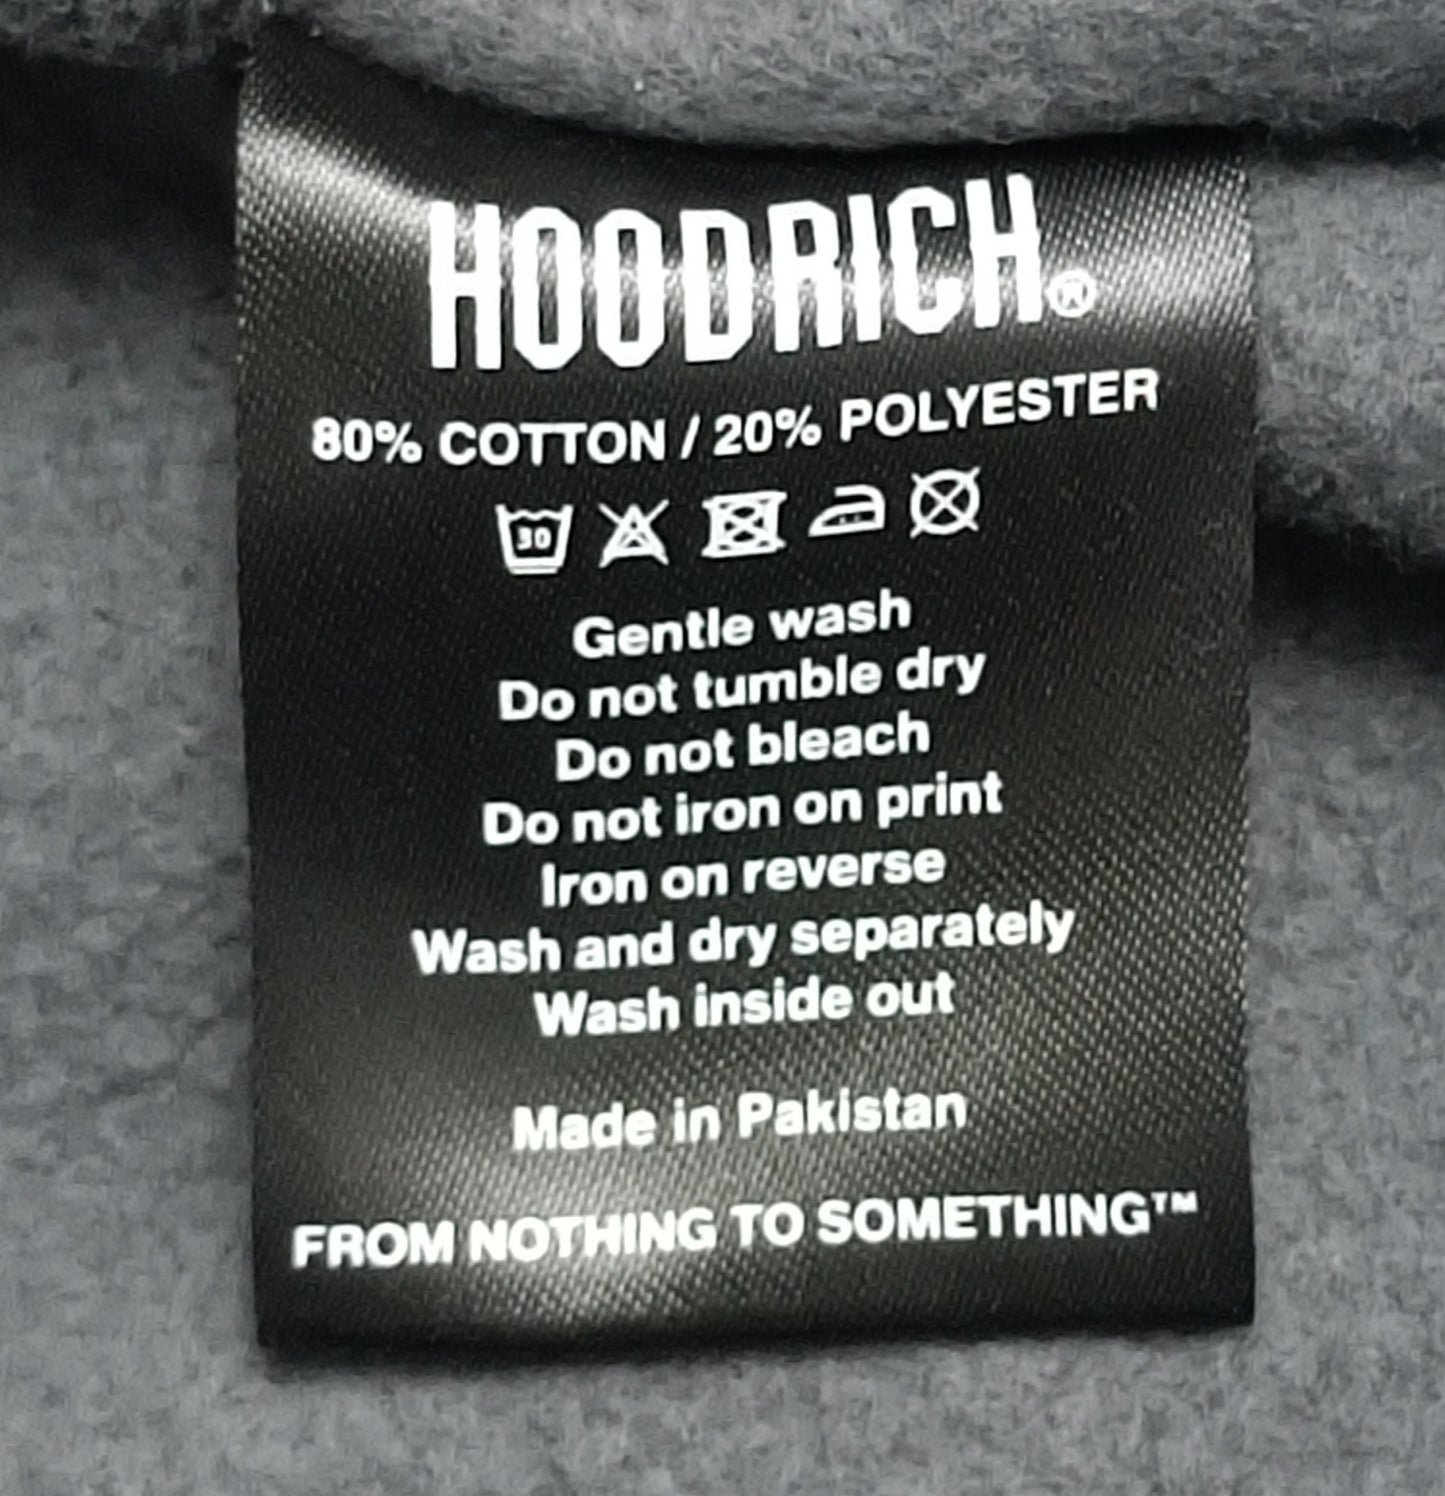 HOODRICH®
80% COTTON / 20% POLYESTER
30
Gentle wash
Do not tumble dry
Do not bleach
Do not iron on print
Iron on reverse
Wash and dry separately
Wash inside out
Made in Pakistan
FROM NOTHING TO SOMETHING™